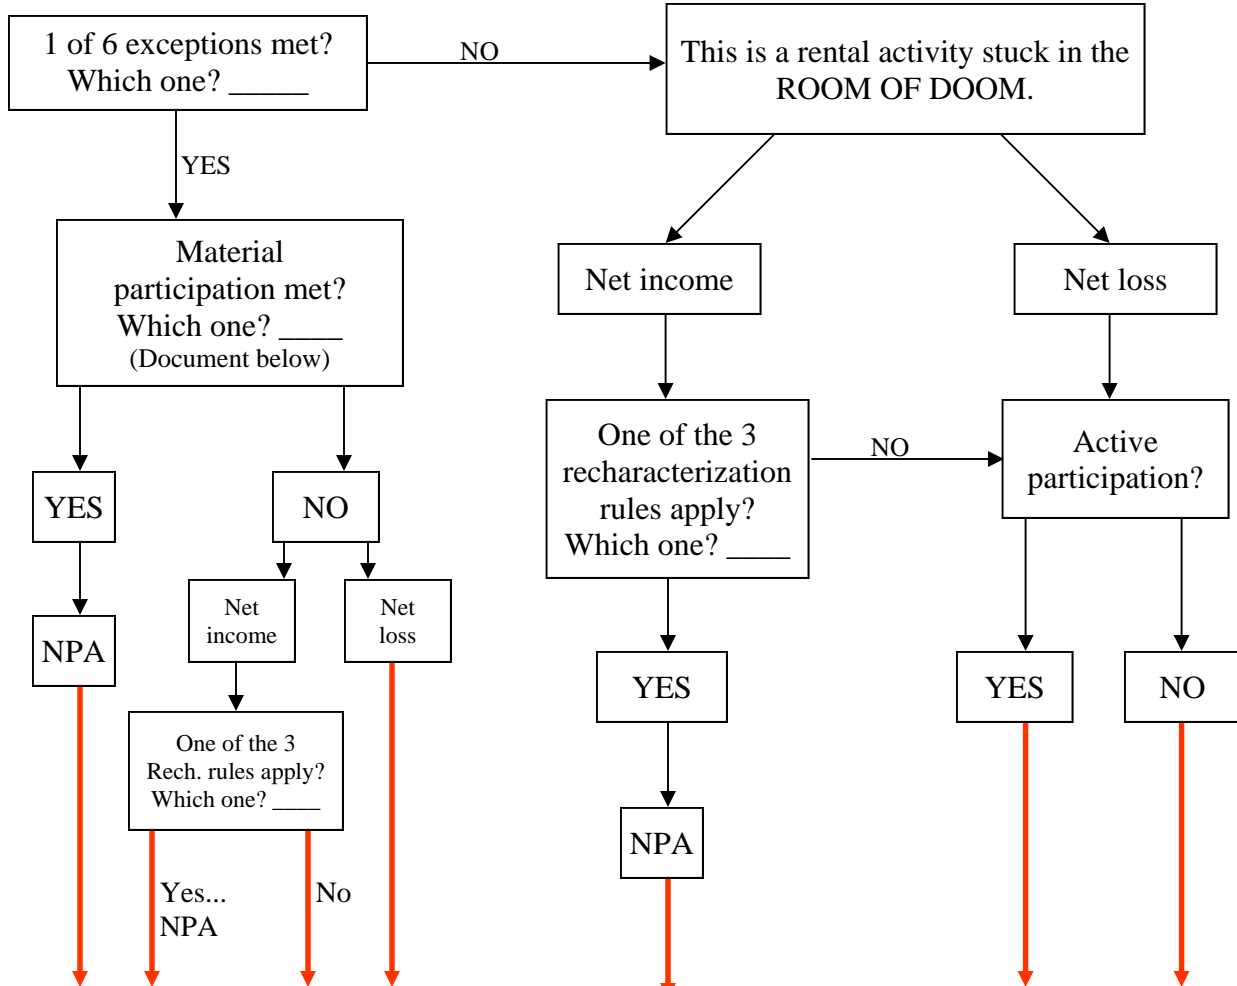 1 of 6 exceptions met?
Which one? _____
NO
This is a rental activity stuck in the
ROOM OF DOOM.
YES
Material
participation met?
Which one? ____
(Document below)
Net income
Net loss
One of the 3
recharacterization
rules apply?
Which one? ____
NO
Active
participation?
YES
NO
Net
income
Net
loss
NPA
YES
YES
NO
One of the 3
Rech. rules apply?
Which one? ____
NPA
Yes...
NPA
No